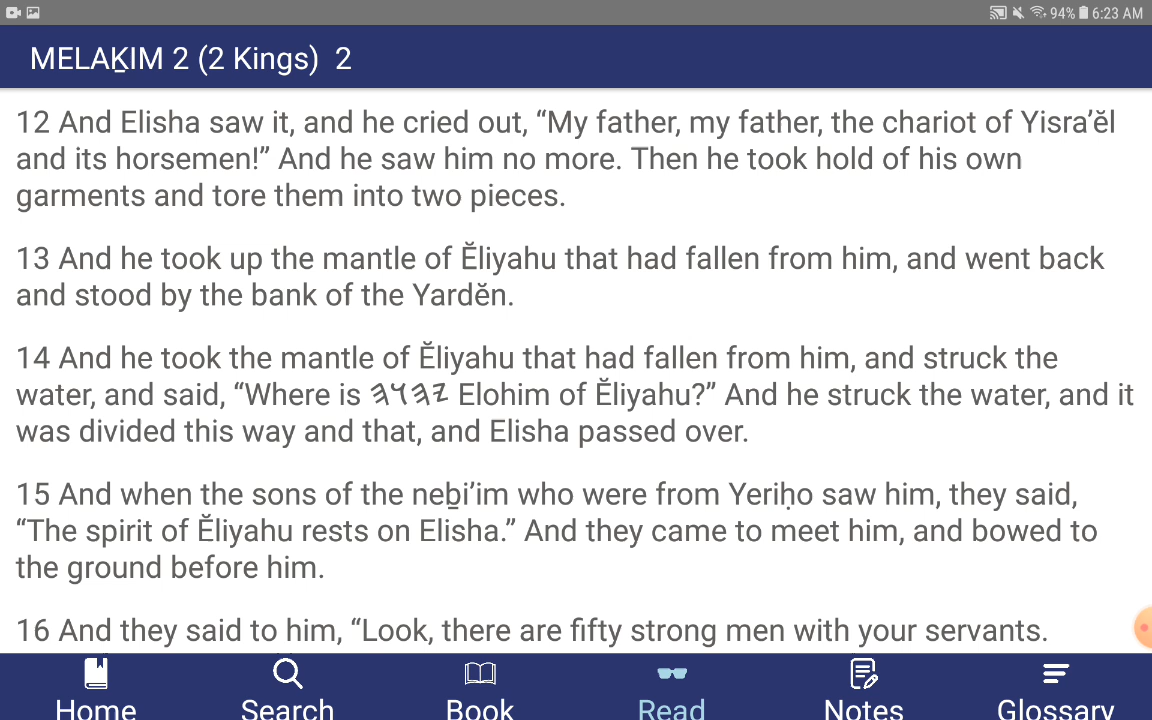 94% 6:23 AM
MELAḴIM 2 (2 Kings) 2
12 And Elisha saw it, and he cried out, “My father, my father, the chariot of Yisra’ĕl
and its horsemen!” And he saw him no more. Then he took hold of his own
garments and tore them into two pieces.
13 And he took up the mantle of Ĕliyahu that had fallen from him, and went back
and stood by the bank of the Yardĕn.
14 And he took the mantle of Ĕliyahu that had fallen from him, and struck the
water, and said, “Where is 𐤉𐤄𐤅𐤄 Elohim of Ĕliyahu?” And he struck the water, and it
was divided this way and that, and Elisha passed over.
15 And when the sons of the neḇi’im who were from Yeriḥo saw him, they said,
“The spirit of Ĕliyahu rests on Elisha.” And they came to meet him, and bowed to
the ground before him.
16 And they said to him, “Look, there are fifty strong men with your servants.
Home Search Book Read Notes Glossary